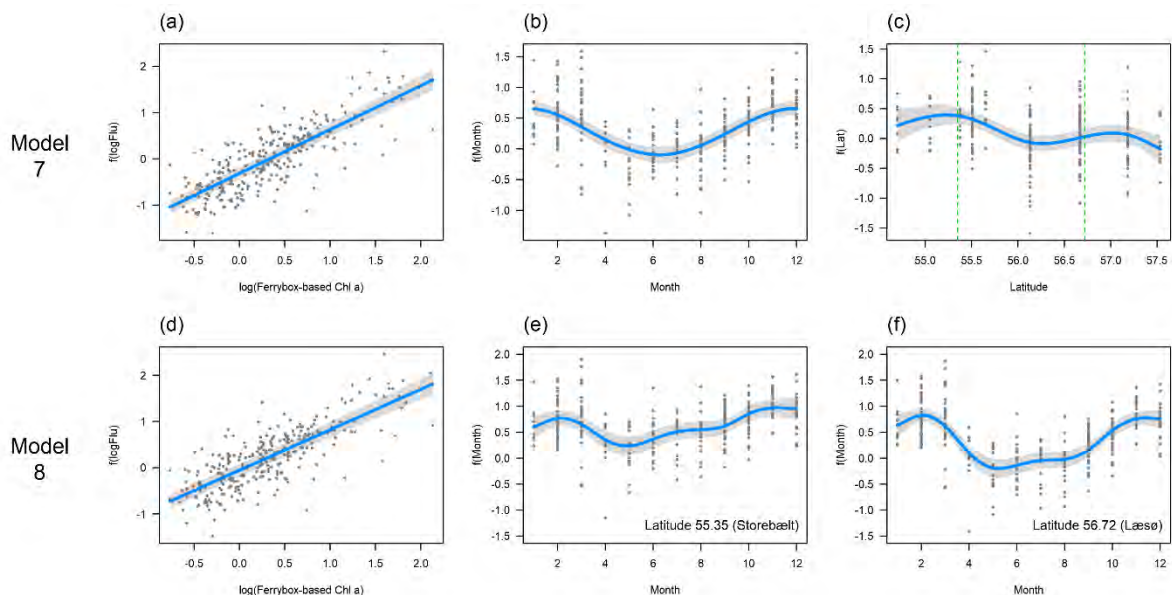 (a) (b) (c)
Model
7
f(logFlu)
2
1
0
-1
-0.5 0.0 0.5 1.0 1.5 2.0
log(Ferrybox-based Chl a)
f(Month)
1.5
1.0
0.5
0.0
-0.5
-1.0
2 4 6 8 10 12
Month
f(Lat)
1.5
1.0
0.5
0.0
-0.5
-1.0
-1.5
55.0 55.5 56.0 56.5 57.0 57.5
Latitude
(d) (e) (f)
Model
8
f(logFlu)
2
1
0
-1
-0.5 0.0 0.5 1.0 1.5 2.0
log(Ferrybox-based Chl a)
f(Month)
2.0
1.5
1.0
0.5
0.0
-0.5
-1.0
-1.5
Latitude 55.35 (Storebælt)
2 4 6 8 10 12
Month
f(Month)
2.0
1.5
1.0
0.5
0.0
-0.5
-1.0
-1.5
Latitude 56.72 (Læsø)
2 4 6 8 10 12
Month